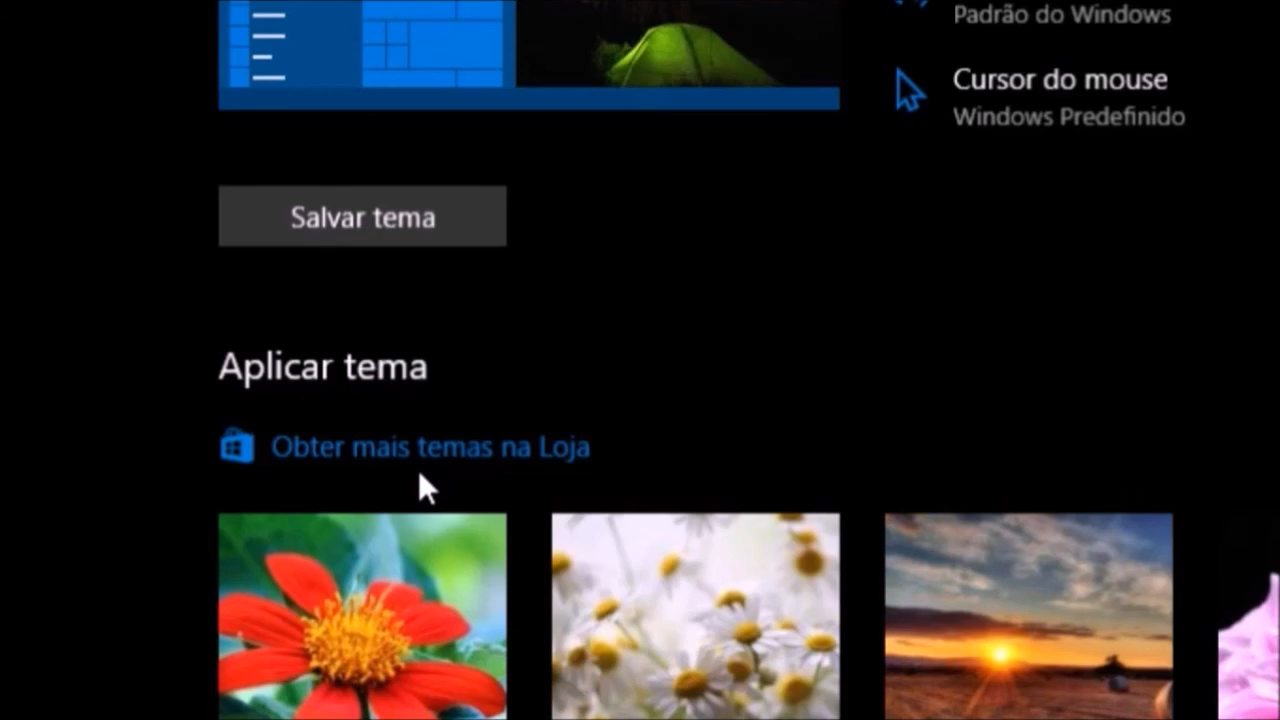 Padrão do Windows
Cursor do mouse
Windows Predefinido
Salvar tema
Aplicar tema
Obter mais temas na Loja